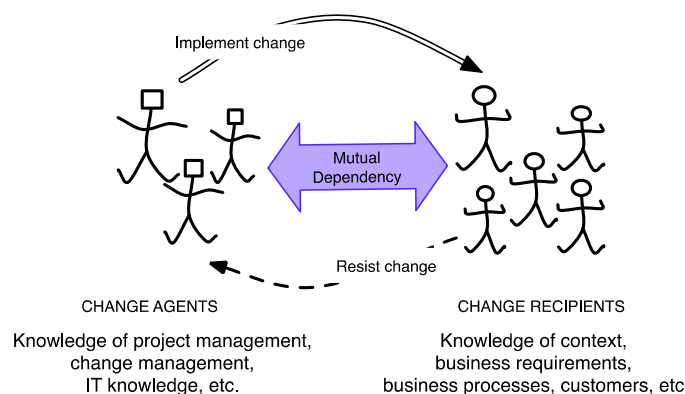 Implement change
Mutual
Dependency
Resist change
CHANGE AGENTS
Knowledge of project management,
change management,
IT knowledge, etc.
CHANGE RECIPIENTS
Knowledge of context,
business requirements,
business processes, customers, etc